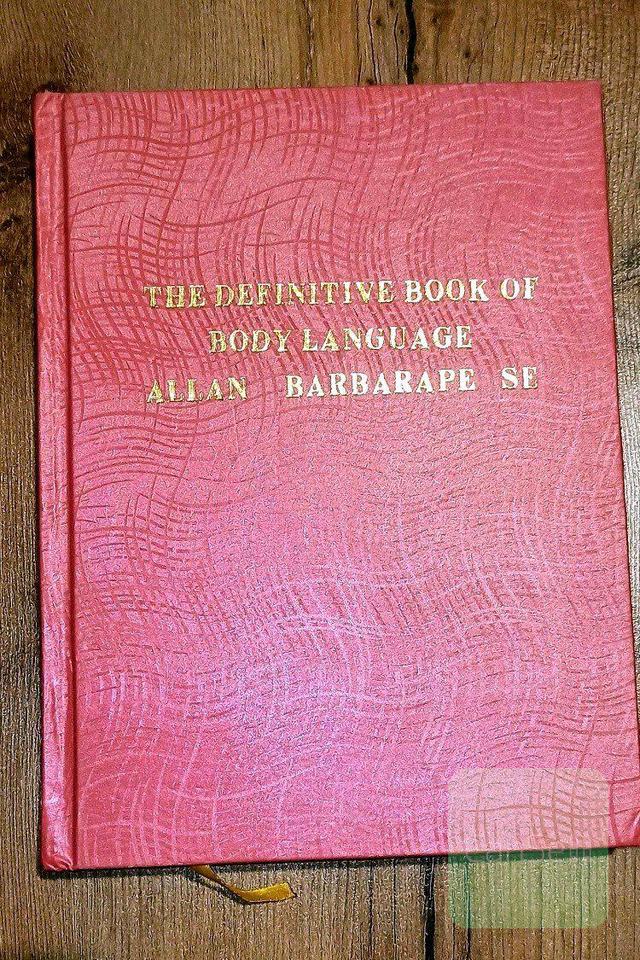 THE DEFINITIVE BOOK OF
BODY LANGUAGE
ALLAN BARBARAPE SE